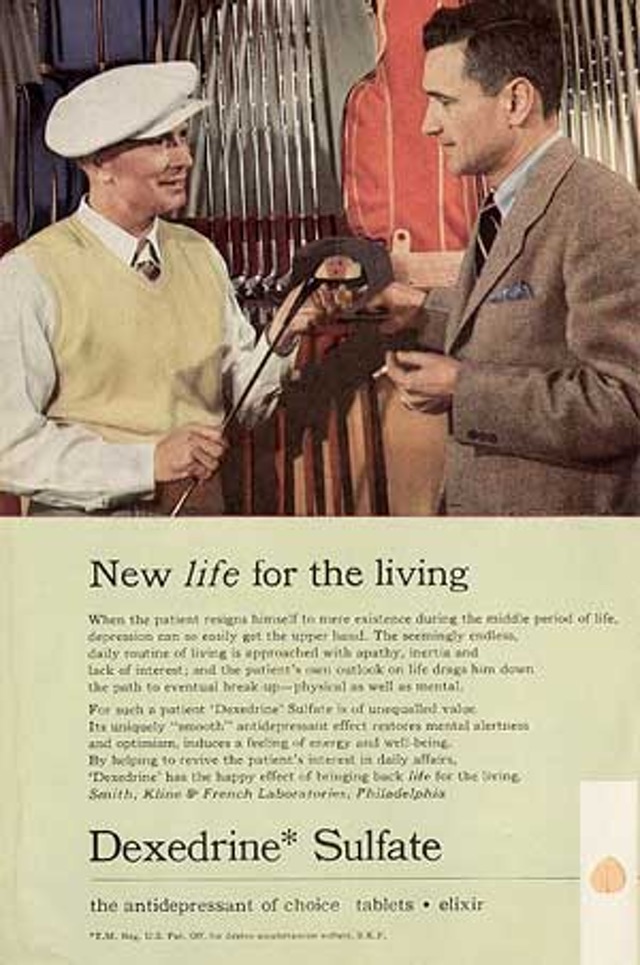 New life for the living
When the patient resigns himself to mere existence during the middle period of life,
depression can so easily get the upper hand. The seemingly endless,
daily routine of living is approached with apathy, inertia and
lack of interest; and the patient's own outlook on life drags him down
the path to eventual break-up—physical as well as mental.
For such a patient 'Dexedrine' Sulfate is of unequalled value.
Its uniquely "smooth" antidepressant effect restores mental alertness
and optimism, induces a feeling of energy and well-being.
By helping to revive the patient's interest in daily affairs,
'Dexedrine' has the happy effect of bringing back life for the living.
Smith, Kline & French Laboratories, Philadelphia
Dexedrine* Sulfate
the antidepressant of choice tablets • elixir
*T.M. Reg. U.S. Pat. Off. for dextro-amphetamine sulfate, S.K.F.